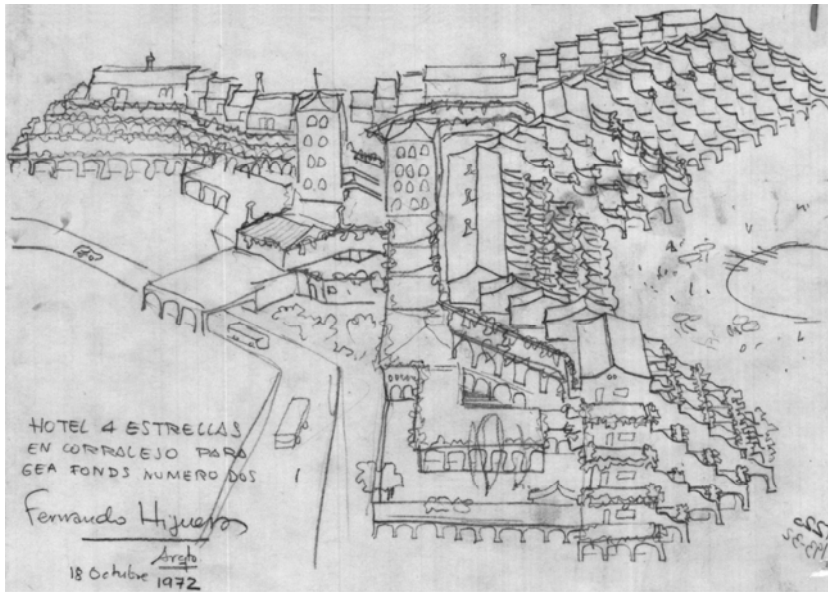 HOTEL 4 ESTRELLAS
EN CORRALEJO PARA
GEA FONDS NUMERO DOS
Fernando Higueras
Arqto
18 Octubre 1972